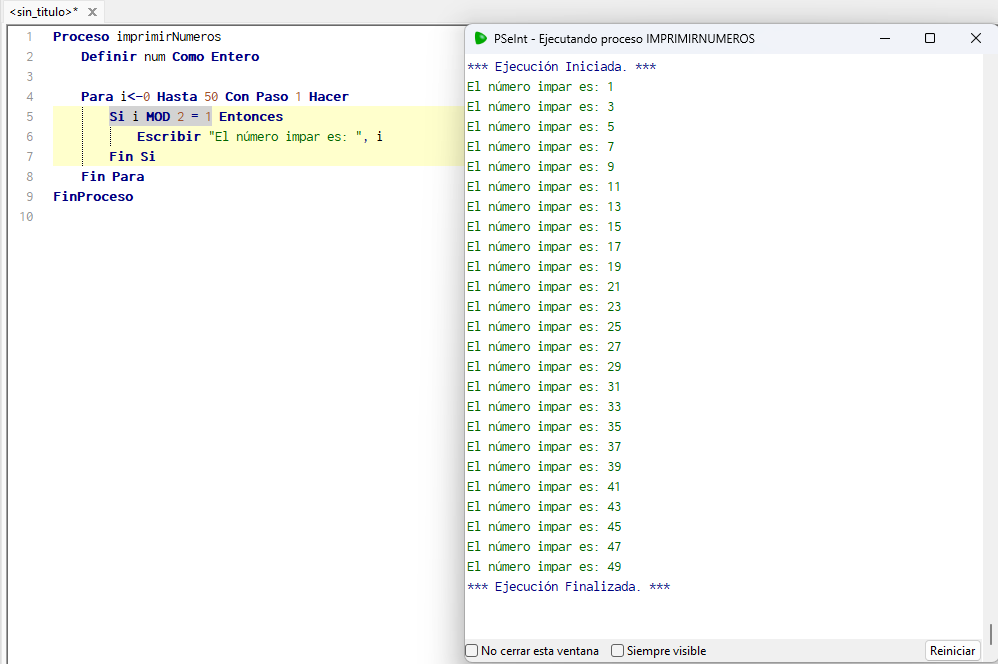 <sin_titulo>*
1 Proceso imprimirNumeros
2 Definir num Como Entero
3
4 Para i<-0 Hasta 50 Con Paso 1 Hacer
5 Si i MOD 2 = 1 Entonces
6 Escribir "El número impar es: ", i
7 Fin Si
8 Fin Para
9 FinProceso
10
PSeInt - Ejecutando proceso IMPRIMIRNUMEROS
*** Ejecución Iniciada. ***
El número impar es: 1
El número impar es: 3
El número impar es: 5
El número impar es: 7
El número impar es: 9
El número impar es: 11
El número impar es: 13
El número impar es: 15
El número impar es: 17
El número impar es: 19
El número impar es: 21
El número impar es: 23
El número impar es: 25
El número impar es: 27
El número impar es: 29
El número impar es: 31
El número impar es: 33
El número impar es: 35
El número impar es: 37
El número impar es: 39
El número impar es: 41
El número impar es: 43
El número impar es: 45
El número impar es: 47
El número impar es: 49
*** Ejecución Finalizada. ***
No cerrar esta ventana Siempre visible Reiniciar